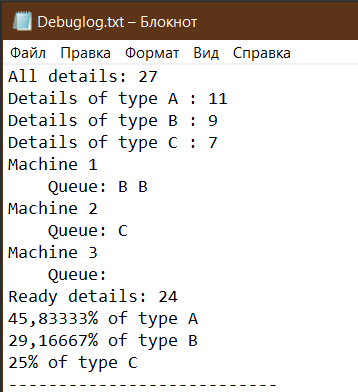 Debuglog.txt – Блокнот
Файл Правка Формат Вид Справка
All details: 27
Details of type A : 11
Details of type B : 9
Details of type C : 7
Machine 1
    Queue: B B
Machine 2
    Queue: C
Machine 3
    Queue:
Ready details: 24
45,83333% of type A
29,16667% of type B
25% of type C
---------------------------